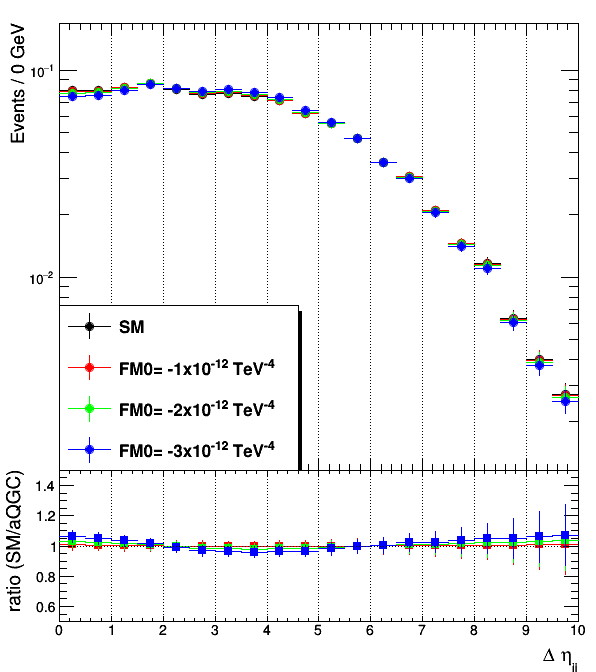 Events / 0 GeV
10⁻¹
10⁻²
SM
FM0= -1x10⁻¹² TeV⁻⁴
FM0= -2x10⁻¹² TeV⁻⁴
FM0= -3x10⁻¹² TeV⁻⁴
ratio (SM/aQGC)
1.4
1.2
1
0.8
0.6
0 1 2 3 4 5 6 7 8 9 10
Δ η_jj